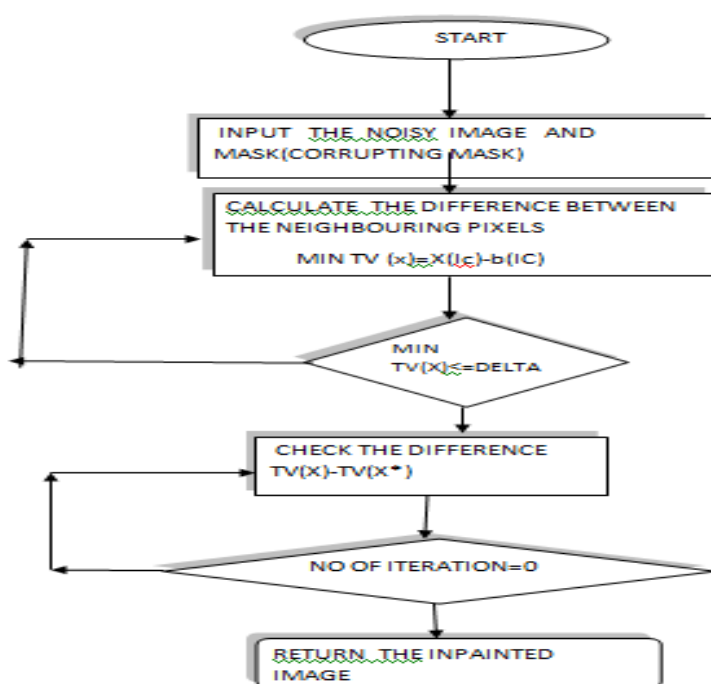 START
INPUT THE NOISY IMAGE AND
MASK(CORRUPTING MASK)
CALCULATE THE DIFFERENCE BETWEEN
THE NEIGHBOURING PIXELS
MIN TV (x)=X(Ic)-b(IC)
MIN
TV(X)<=DELTA
CHECK THE DIFFERENCE
TV(X)-TV(X*)
NO OF ITERATION=0
RETURN THE INPAINTED
IMAGE